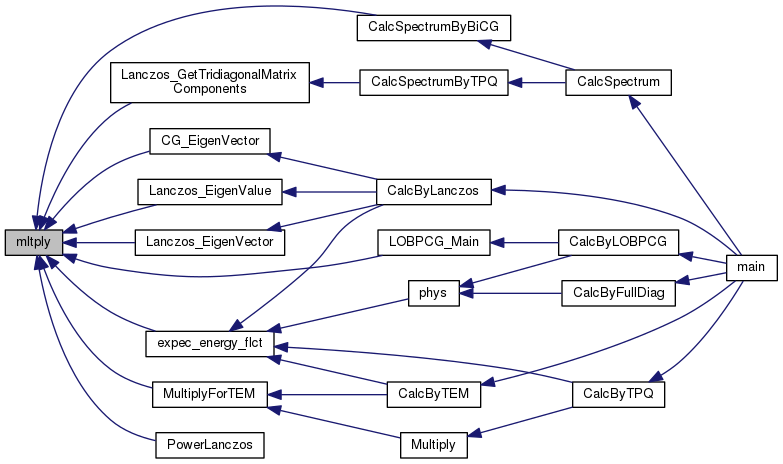 CalcSpectrumByBiCG
Lanczos_GetTridiagonalMatrix
Components
CalcSpectrumByTPQ
CalcSpectrum
CG_EigenVector
Lanczos_EigenValue
CalcByLanczos
mltply
Lanczos_EigenVector
LOBPCG_Main
CalcByLOBPCG
main
phys
CalcByFullDiag
expec_energy_flct
MultiplyForTEM
CalcByTEM
CalcByTPQ
PowerLanczos
Multiply